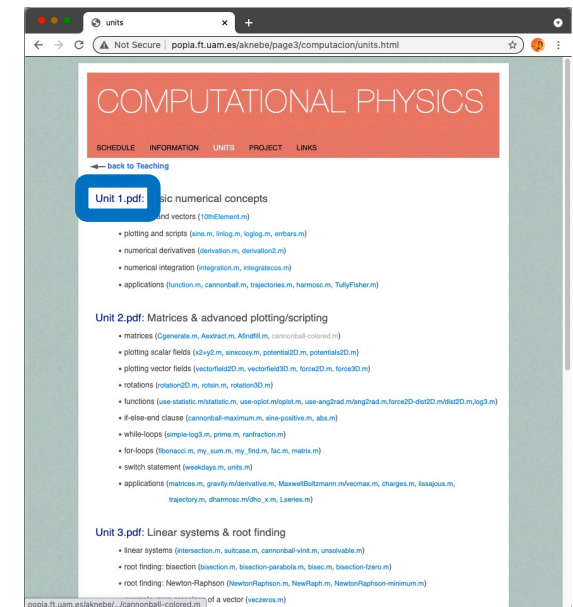 units
Not Secure | popia.ft.uam.es/aknebe/page3/computacion/units.html
COMPUTATIONAL PHYSICS
SCHEDULE INFORMATION UNITS PROJECT LINKS
back to Teaching
Unit 1.pdf: sic numerical concepts
and vectors (10thElement.m)
• plotting and scripts (sine.m, linlog.m, loglog.m, errbars.m)
• numerical derivatives (derivation.m, derivation2.m)
• numerical integration (integration.m, integratecos.m)
• applications (function.m, cannonball.m, trajectories.m, harmosc.m, TullyFisher.m)
Unit 2.pdf: Matrices & advanced plotting/scripting
• matrices (Cgenerate.m, Aextract.m, Afindfill.m, cannonball-colored.m)
• plotting scalar fields (x2+y2.m, sinxcosy.m, potential2D.m, potentials2D.m)
• plotting vector fields (vectorfield2D.m, vectorfield3D.m, force2D.m, force3D.m)
• rotations (rotation2D.m, rotsin.m, rotation3D.m)
• functions (use-statistic.m/statistic.m, use-oplot.m/oplot.m, use-ang2rad.m/ang2rad.m,force2D-dist2D.m/dist2D.m,log3.m)
• if-else-end clause (cannonball-maximum.m, sine-positive.m, abs.m)
• while-loops (simple-log3.m, prime.m, ranfraction.m)
• for-loops (fibonacci.m, my_sum.m, my_find.m, fac.m, matrix.m)
• switch statement (weekdays.m, units.m)
• applications (matrices.m, gravity.m/derivative.m, MaxwellBoltzmann.m/vecmax.m, charges.m, lissajous.m,
trajectory.m, dharmosc.m/dho_x.m, Lseries.m)
Unit 3.pdf: Linear systems & root finding
• linear systems (intersection.m, suitcase.m, cannonball-vinit.m, unsolvable.m)
• root finding: bisection (bisection.m, bisection-parabola.m, bisec.m, bisection-fzero.m)
• root finding: Newton-Raphson (NewtonRaphson.m, NewRaph.m, NewtonRaphson-minimum.m)
of a vector (veczeros.m)
popia.ft.uam.es/aknebe/.../cannonball-colored.m